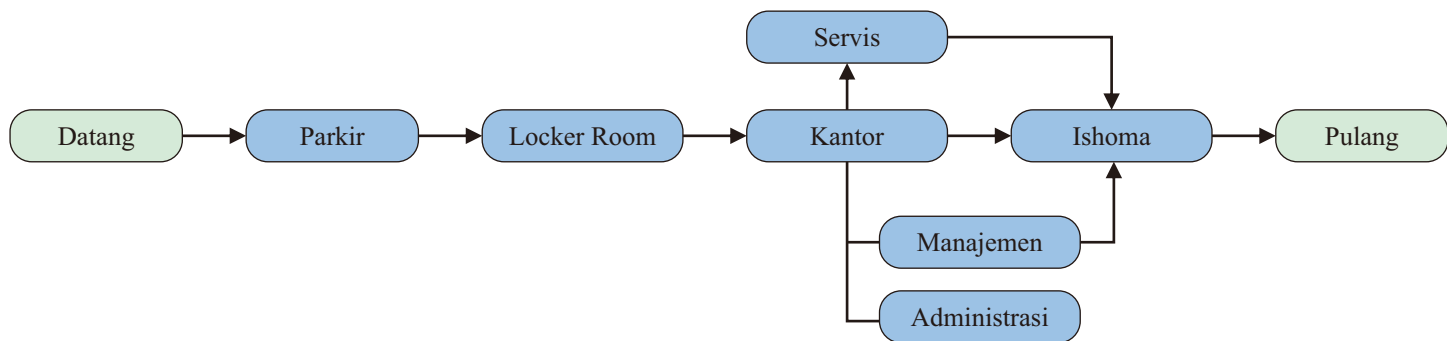 Servis
Datang
Parkir
Locker Room
Kantor
Ishoma
Pulang
Manajemen
Administrasi